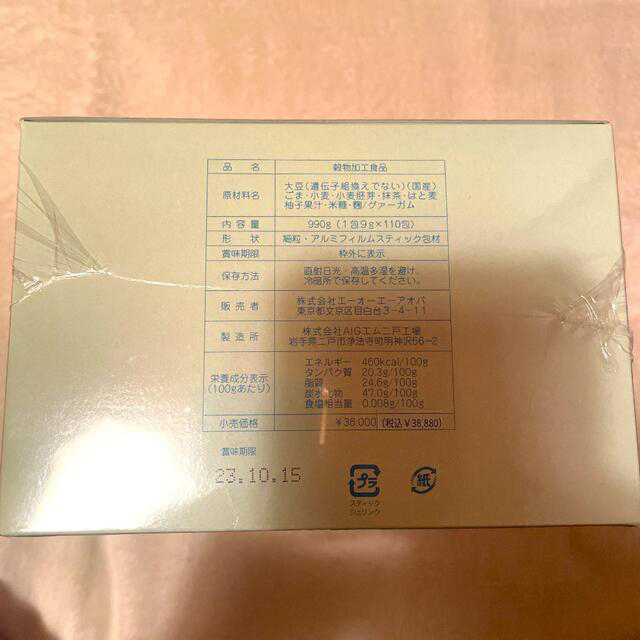 品　名　穀物加工食品
原材料名　大豆(遺伝子組換えでない)(国産)
ごま・小麦・小麦胚芽・抹茶・はと麦
柚子果汁・米糠・麹/グァーガム
内容量　990g(1包9g×110包)
形　状　細粒・アルミフィルムスティック包材
賞味期限　枠外に表示
保存方法　直射日光・高温多湿を避け、
冷暗所で保存してください。
販売者　株式会社エーオーエーアオバ
東京都文京区目白台3-4-11
製造所　株式会社AIGエムニ戸工場
岩手県二戸市浄法寺町明神沢56-2
栄養成分表示
(100gあたり)
エネルギー　460kcal/100g
タンパク質　20.3g/100g
脂質　24.6g/100g
炭水化物　47.0g/100g
食塩相当量　0.008g/100g
小売価格　¥36,000(税込¥38,880)
賞味期限
23.10.15
プラ
スティック
シュリンク
紙